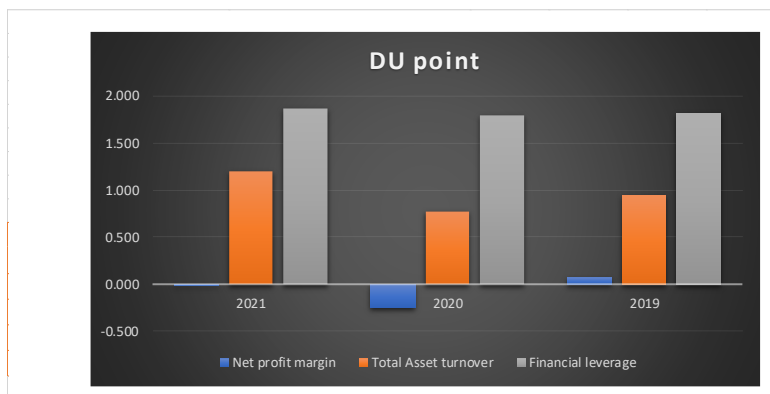 DU point
2.000
1.500
1.000
0.500
0.000
-0.500
2021 2020 2019
Net profit margin Total Asset turnover Financial leverage